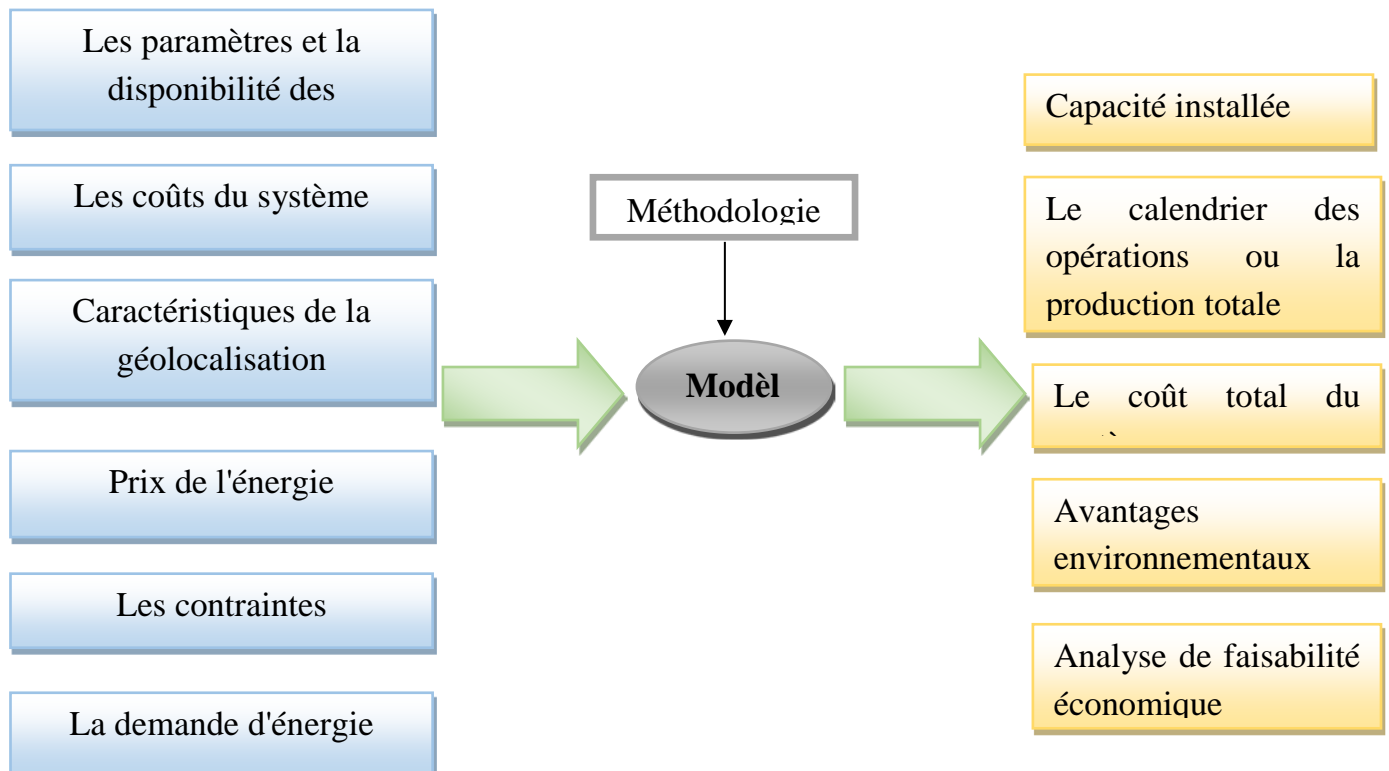 Les paramètres et la
disponibilité des
Les coûts du système
Caractéristiques de la
géolocalisation
Prix de l'énergie
Les contraintes
La demande d'énergie
Méthodologie
Modèl
Capacité installée
Le calendrier des
opérations ou la
production totale
Le coût total du
Avantages
environnementaux
Analyse de faisabilité
économique